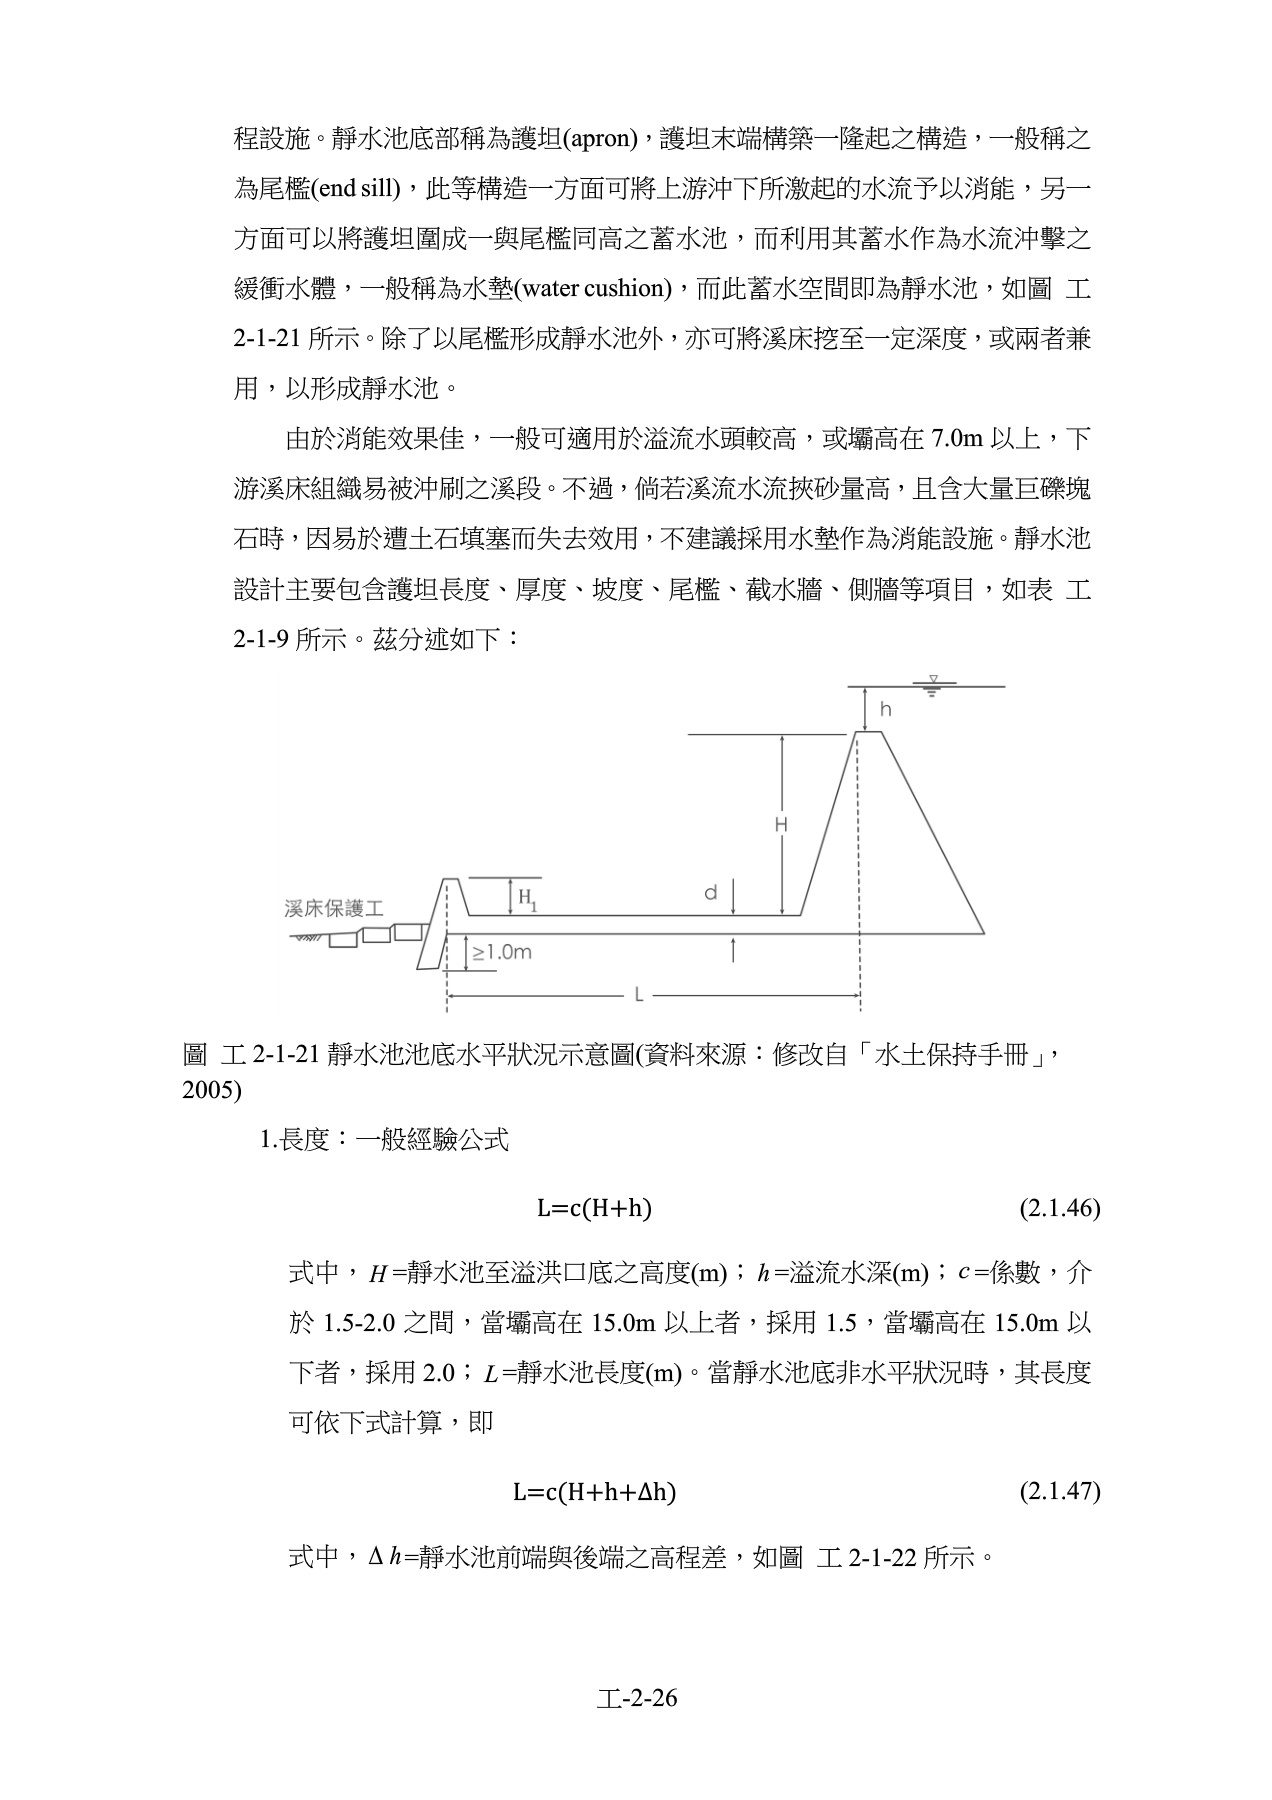 程設施。靜水池底部稱為護坦(apron)，護坦末端構築一隆起之構造，一般稱之
為尾檻(end sill)，此等構造一方面可將上游沖下所激起的水流予以消能，另一
方面可以將護坦圍成一與尾檻同高之蓄水池，而利用其蓄水作為水流沖擊之
緩衝水體，一般稱為水墊(water cushion)，而此蓄水空間即為靜水池，如圖 工
2-1-21 所示。除了以尾檻形成靜水池外，亦可將溪床挖至一定深度，或兩者兼
用，以形成靜水池。
由於消能效果佳，一般可適用於溢流水頭較高，或壩高在 7.0m 以上，下
游溪床組織易被沖刷之溪段。不過，倘若溪流水流挾砂量高，且含大量巨礫塊
石時，因易於遭土石填塞而失去效用，不建議採用水墊作為消能設施。靜水池
設計主要包含護坦長度、厚度、坡度、尾檻、截水牆、側牆等項目，如表 工
2-1-9 所示。茲分述如下：
h
H
d
H1
溪床保護工
≥1.0m
L
圖 工 2-1-21 靜水池池底水平狀況示意圖(資料來源：修改自「水土保持手冊」，
2005)
1.長度：一般經驗公式
L=c(H+h) (2.1.46)
式中，H=靜水池至溢洪口底之高度(m)；h=溢流水深(m)；c=係數，介
於 1.5-2.0 之間，當壩高在 15.0m 以上者，採用 1.5，當壩高在 15.0m 以
下者，採用 2.0；L=靜水池長度(m)。當靜水池底非水平狀況時，其長度
可依下式計算，即
L=c(H+h+Δh) (2.1.47)
式中，Δ h=靜水池前端與後端之高程差，如圖 工 2-1-22 所示。
工-2-26